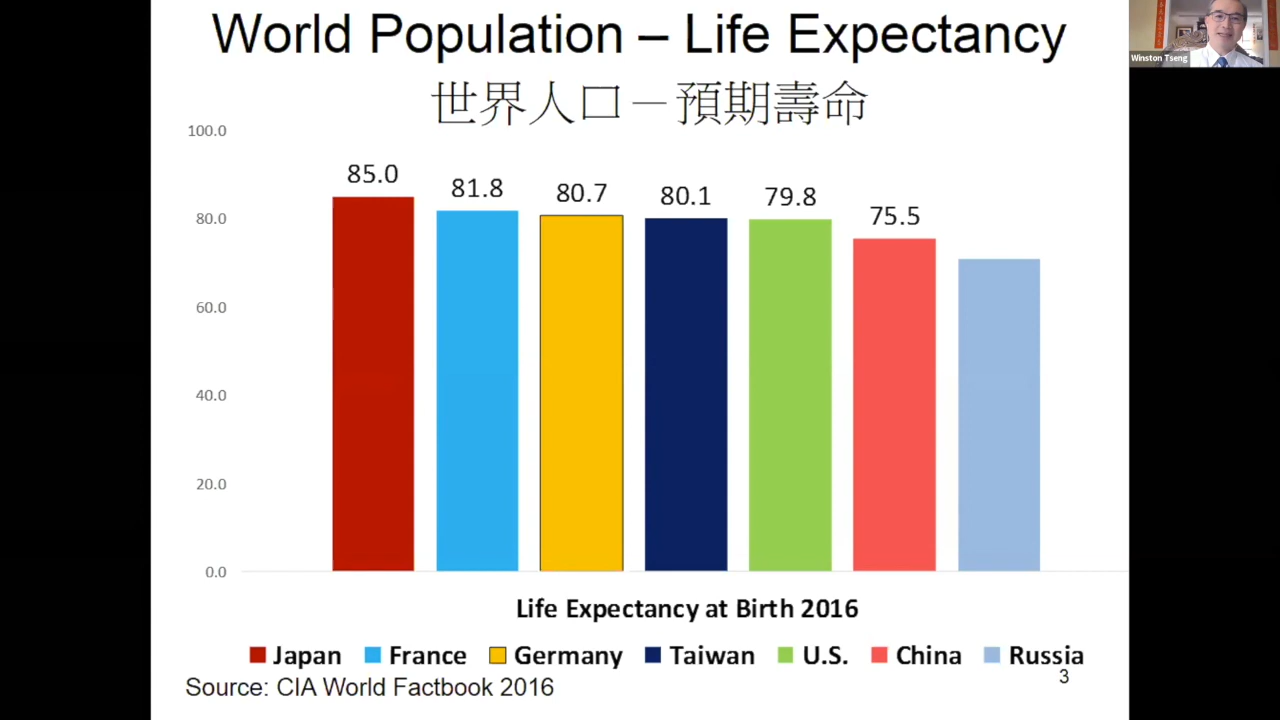 World Population – Life Expectancy
世界人口－預期壽命
Winston Tseng
100.0
80.0
60.0
40.0
20.0
0.0
85.0
81.8
80.7
80.1
79.8
75.5
Life Expectancy at Birth 2016
Japan France Germany Taiwan U.S. China Russia
3
Source: CIA World Factbook 2016